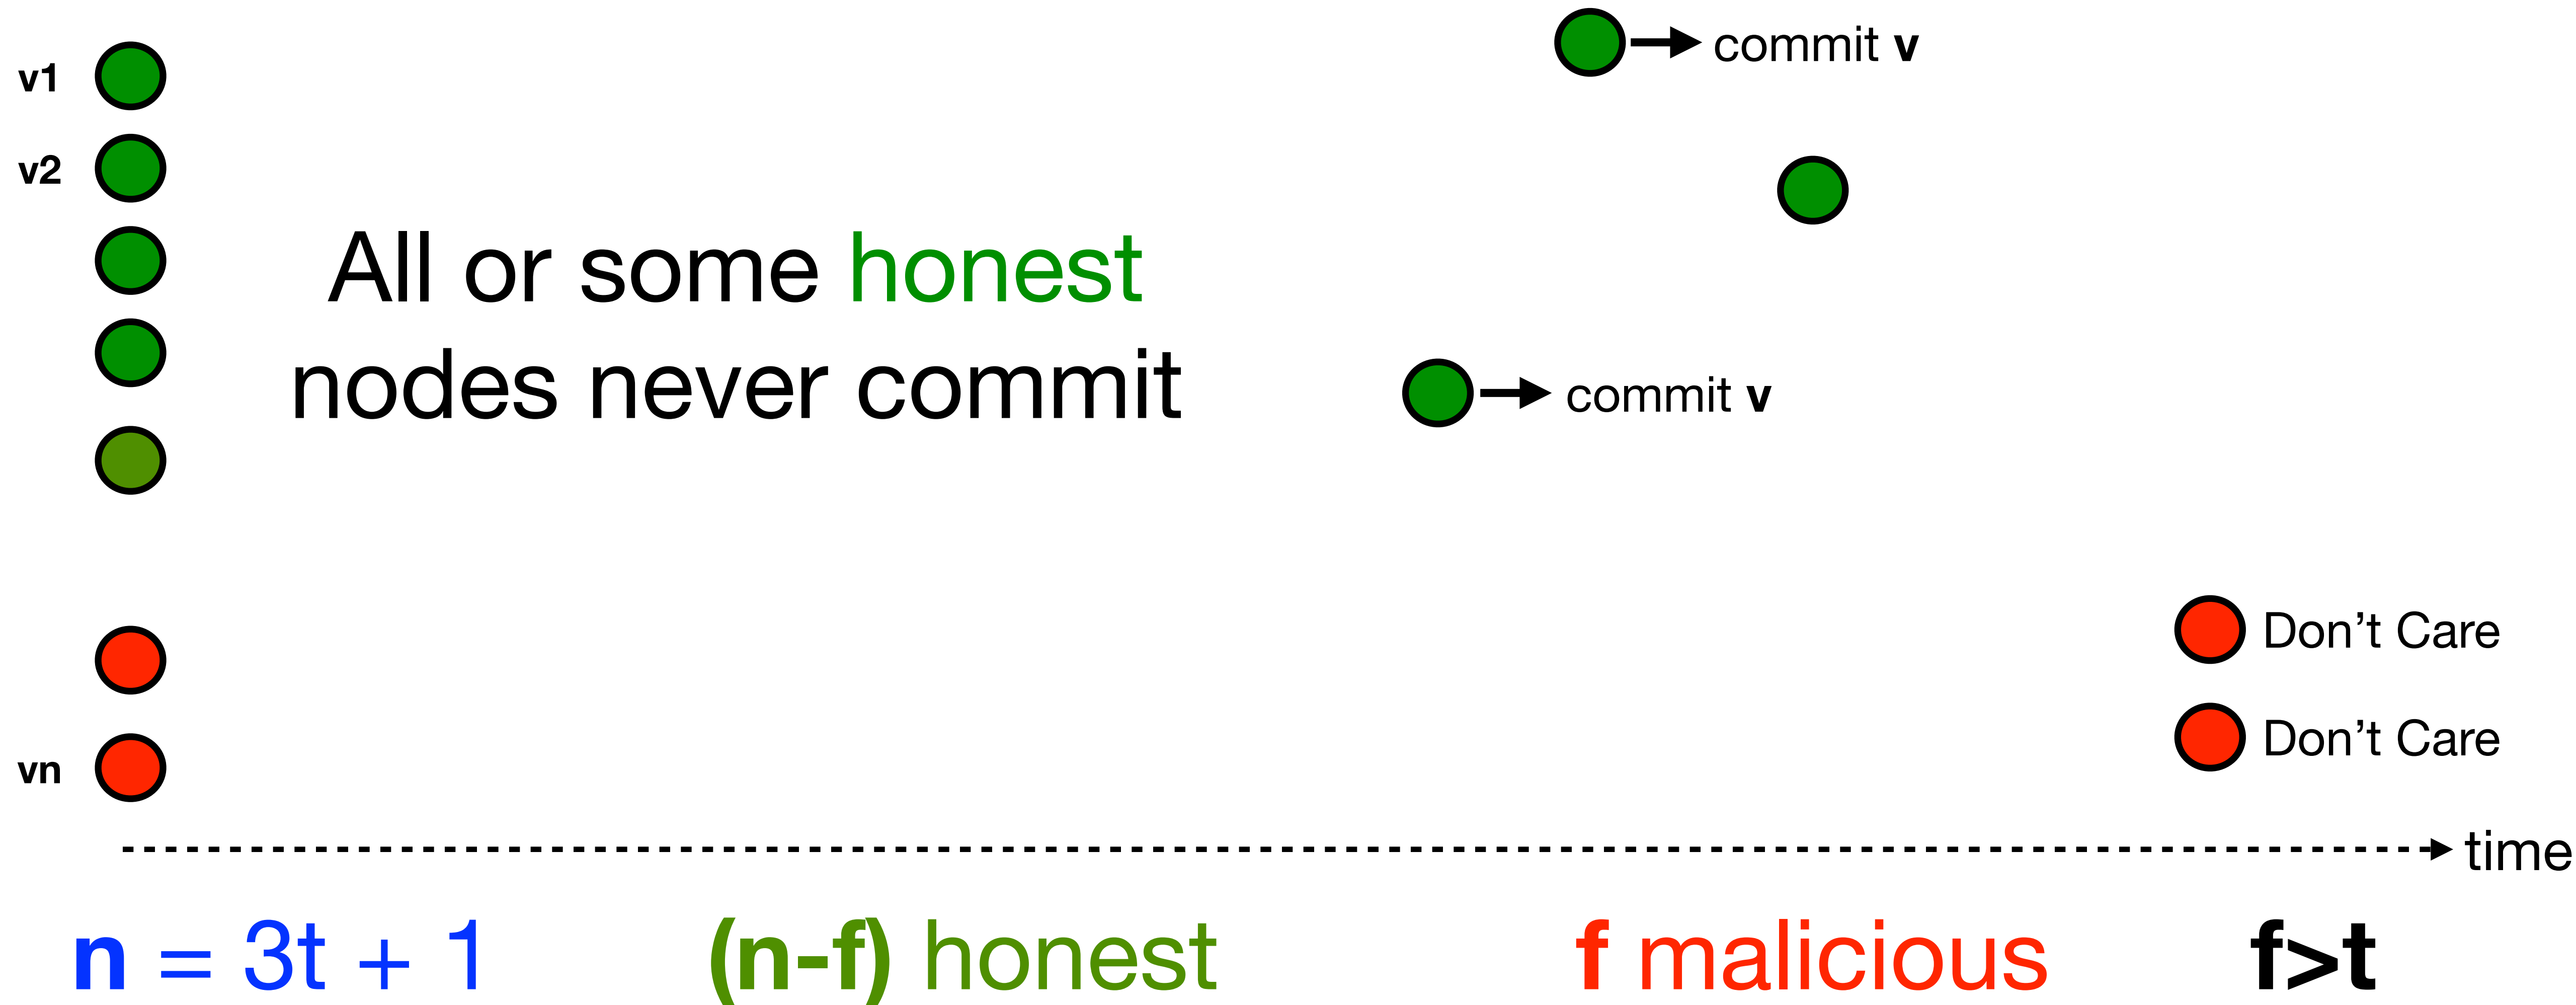 v1
commit v
v2
All or some honest
nodes never commit
commit v
Don’t Care
Don’t Care
vn
time
n = 3t + 1
(n-f) honest
f malicious
f>t